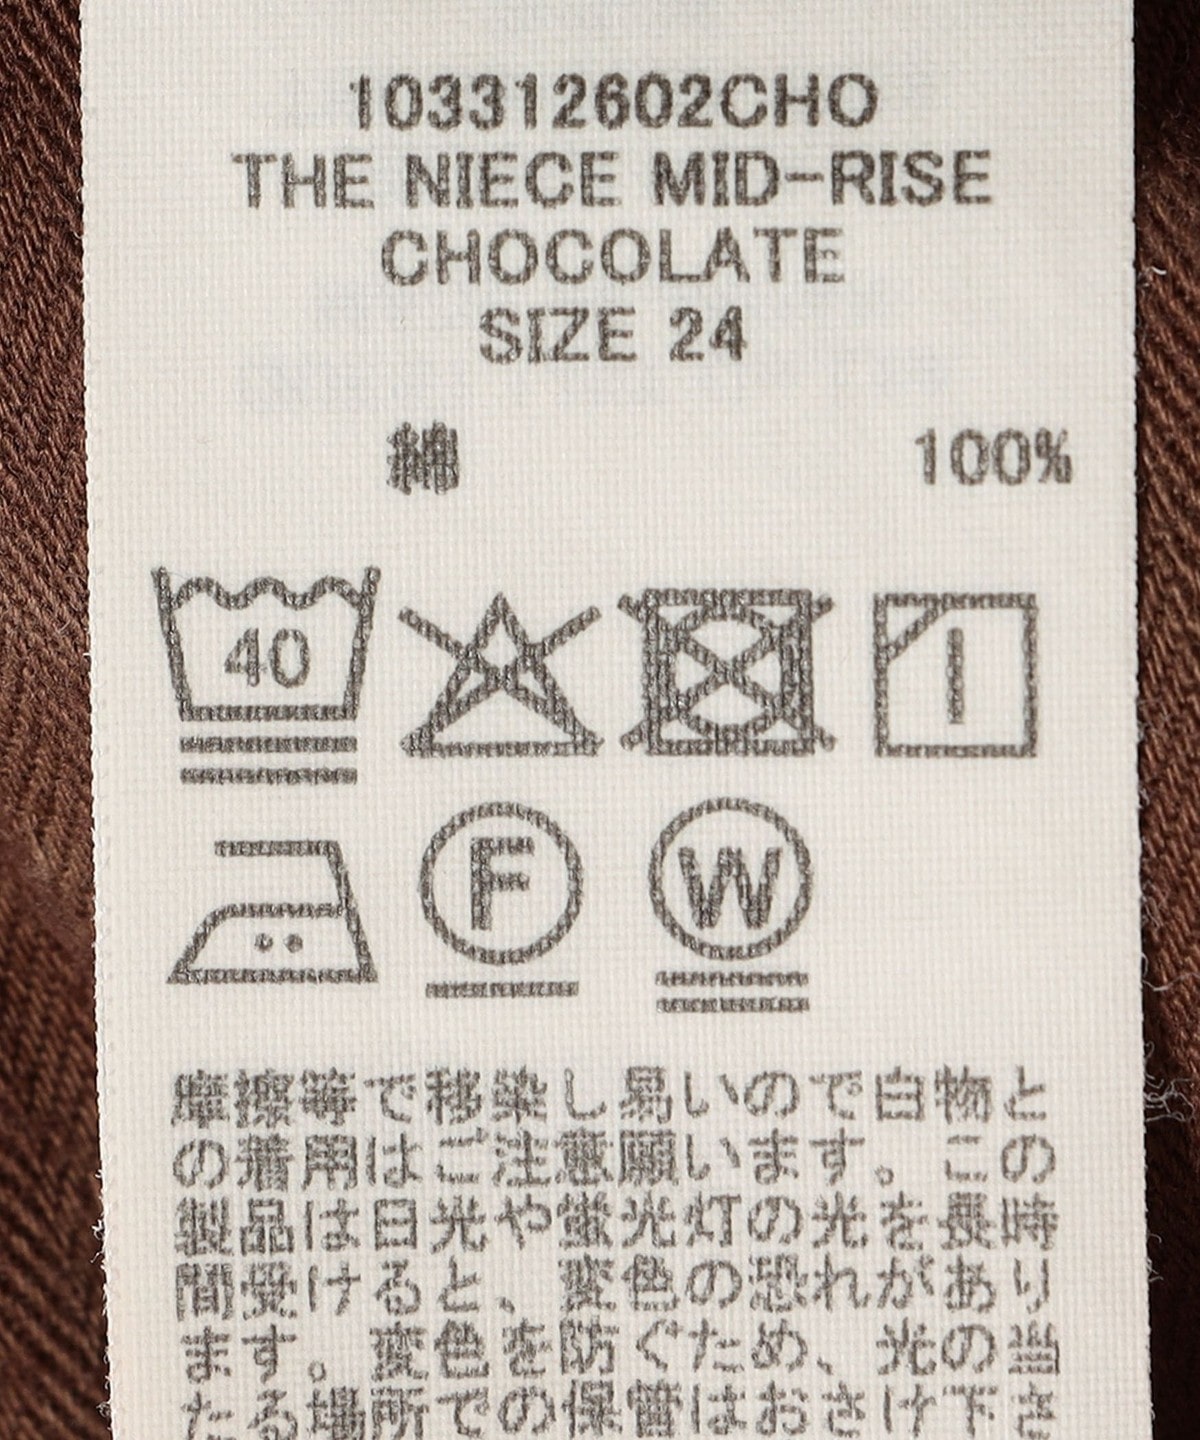 103312602CHO
THE NIECE MID-RISE
CHOCOLATE
SIZE 24
綿 100%
40
F W
摩擦等で移染し易いので白物と
の着用はご注意願います。この
製品は日光や蛍光灯の光を長時
間受けると、変色の恐れがあり
ます。変色を防ぐため、光の当
たる場所での保管はおさけ下さ